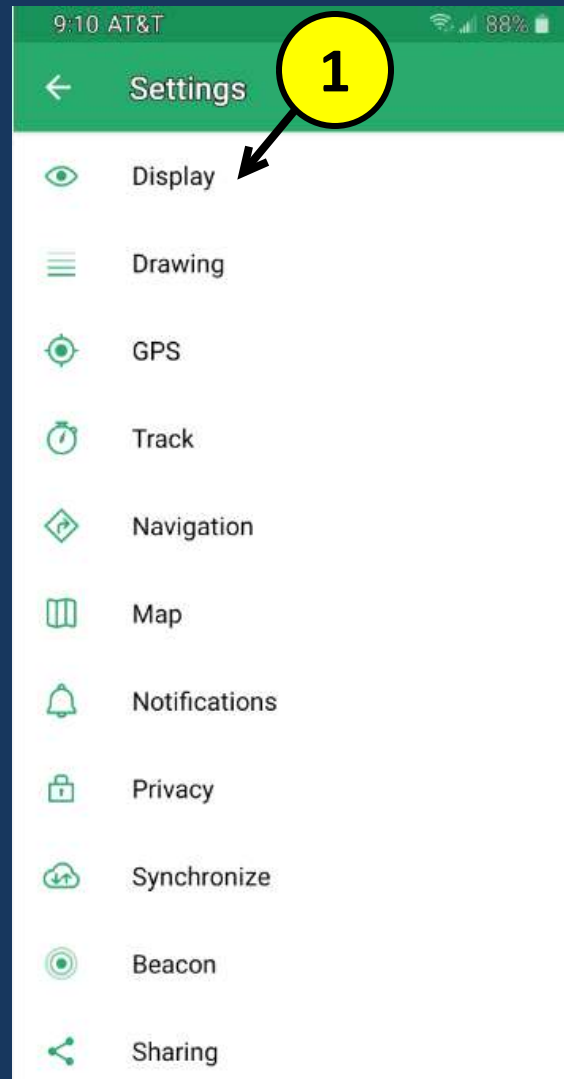 9:10 AT&T 88%
Settings
1
Display
Drawing
GPS
Track
Navigation
Map
Notifications
Privacy
Synchronize
Beacon
Sharing